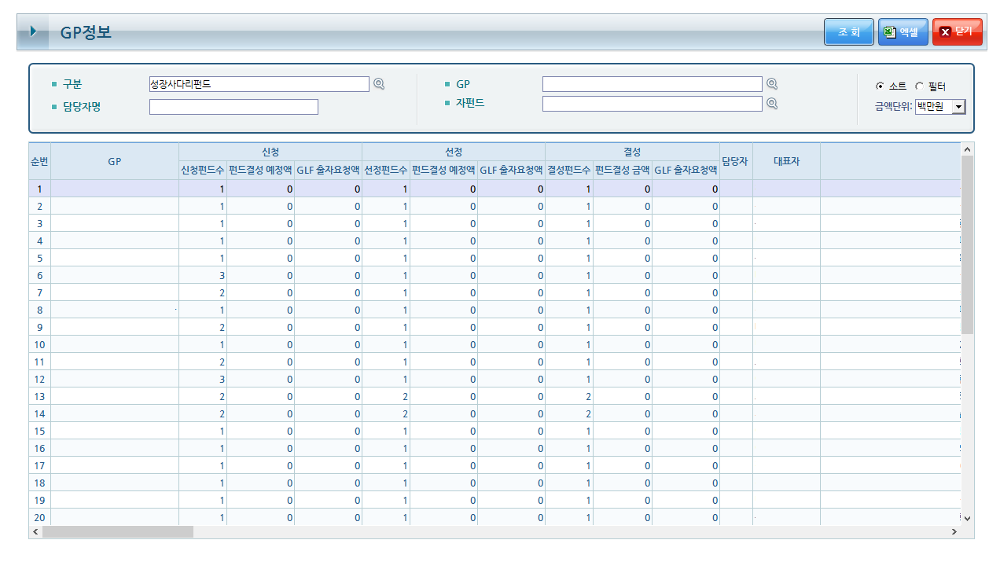 GP정보
조 회 엑셀 닫기
구분 성장사다리펀드 GP 소트 필터
담당자명 자펀드 금액단위: 백만원
순번 GP 신청 선정 결성 담당자 대표자
신청펀드수 펀드결성 예정액 GLF 출자요청액 선정펀드수 펀드결성 예정액 GLF 출자요청액 결성펀드수 펀드결성 금액 GLF 출자요청액
1 1 0 0 1 0 0 1 0 0
2 1 0 0 1 0 0 1 0 0
3 1 0 0 1 0 0 1 0 0
4 1 0 0 1 0 0 1 0 0
5 1 0 0 1 0 0 1 0 0
6 3 0 0 1 0 0 1 0 0
7 2 0 0 1 0 0 1 0 0
8 1 0 0 1 0 0 1 0 0
9 2 0 0 1 0 0 1 0 0
10 1 0 0 1 0 0 1 0 0
11 2 0 0 1 0 0 1 0 0
12 3 0 0 1 0 0 1 0 0
13 2 0 0 2 0 0 2 0 0
14 2 0 0 2 0 0 2 0 0
15 1 0 0 1 0 0 1 0 0
16 1 0 0 1 0 0 1 0 0
17 1 0 0 1 0 0 1 0 0
18 1 0 0 1 0 0 1 0 0
19 1 0 0 1 0 0 1 0 0
20 1 0 0 1 0 0 1 0 0